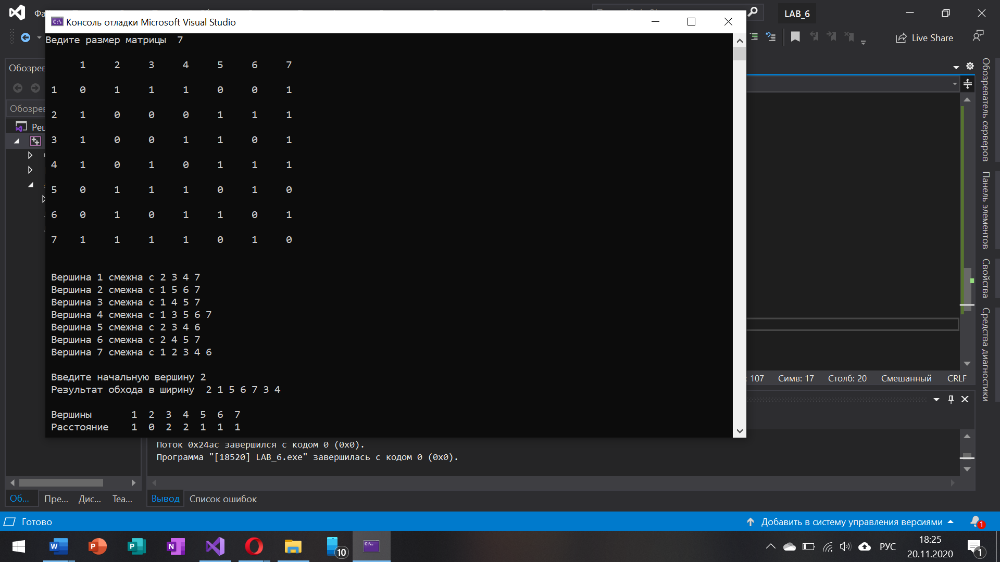 Консоль отладки Microsoft Visual Studio
LAB_6
Live Share
Ведите размер матрицы 7
1 2 3 4 5 6 7
1 0 1 1 1 0 0 1
2 1 0 0 0 1 1 1
3 1 0 0 1 1 0 1
4 1 0 1 0 1 1 1
5 0 1 1 1 0 1 0
6 0 1 0 1 1 0 1
7 1 1 1 1 0 1 0
Вершина 1 смежна с 2 3 4 7
Вершина 2 смежна с 1 5 6 7
Вершина 3 смежна с 1 4 5 7
Вершина 4 смежна с 1 3 5 6 7
Вершина 5 смежна с 2 3 4 6
Вершина 6 смежна с 2 4 5 7
Вершина 7 смежна с 1 2 3 4 6
Введите начальную вершину 2
Результат обхода в ширину 2 1 5 6 7 3 4
Вершины 1 2 3 4 5 6 7
Расстояние 1 0 2 2 1 1 1
Обозрев
Обозрев
Реш
Обозреватель серверов
Панель элементов
Свойства
Средства диагностики
: 107 Симв: 17 Столб: 20 Смешанный CRLF
Поток 0x24ac завершился с кодом 0 (0x0).
Программа "[18520] LAB_6.exe" завершилась с кодом 0 (0x0).
Об... Пре... Дис... Tea... Вывод Список ошибок
Готово
Добавить в систему управления версиями
1
10
РУС
18:25
20.11.2020
1